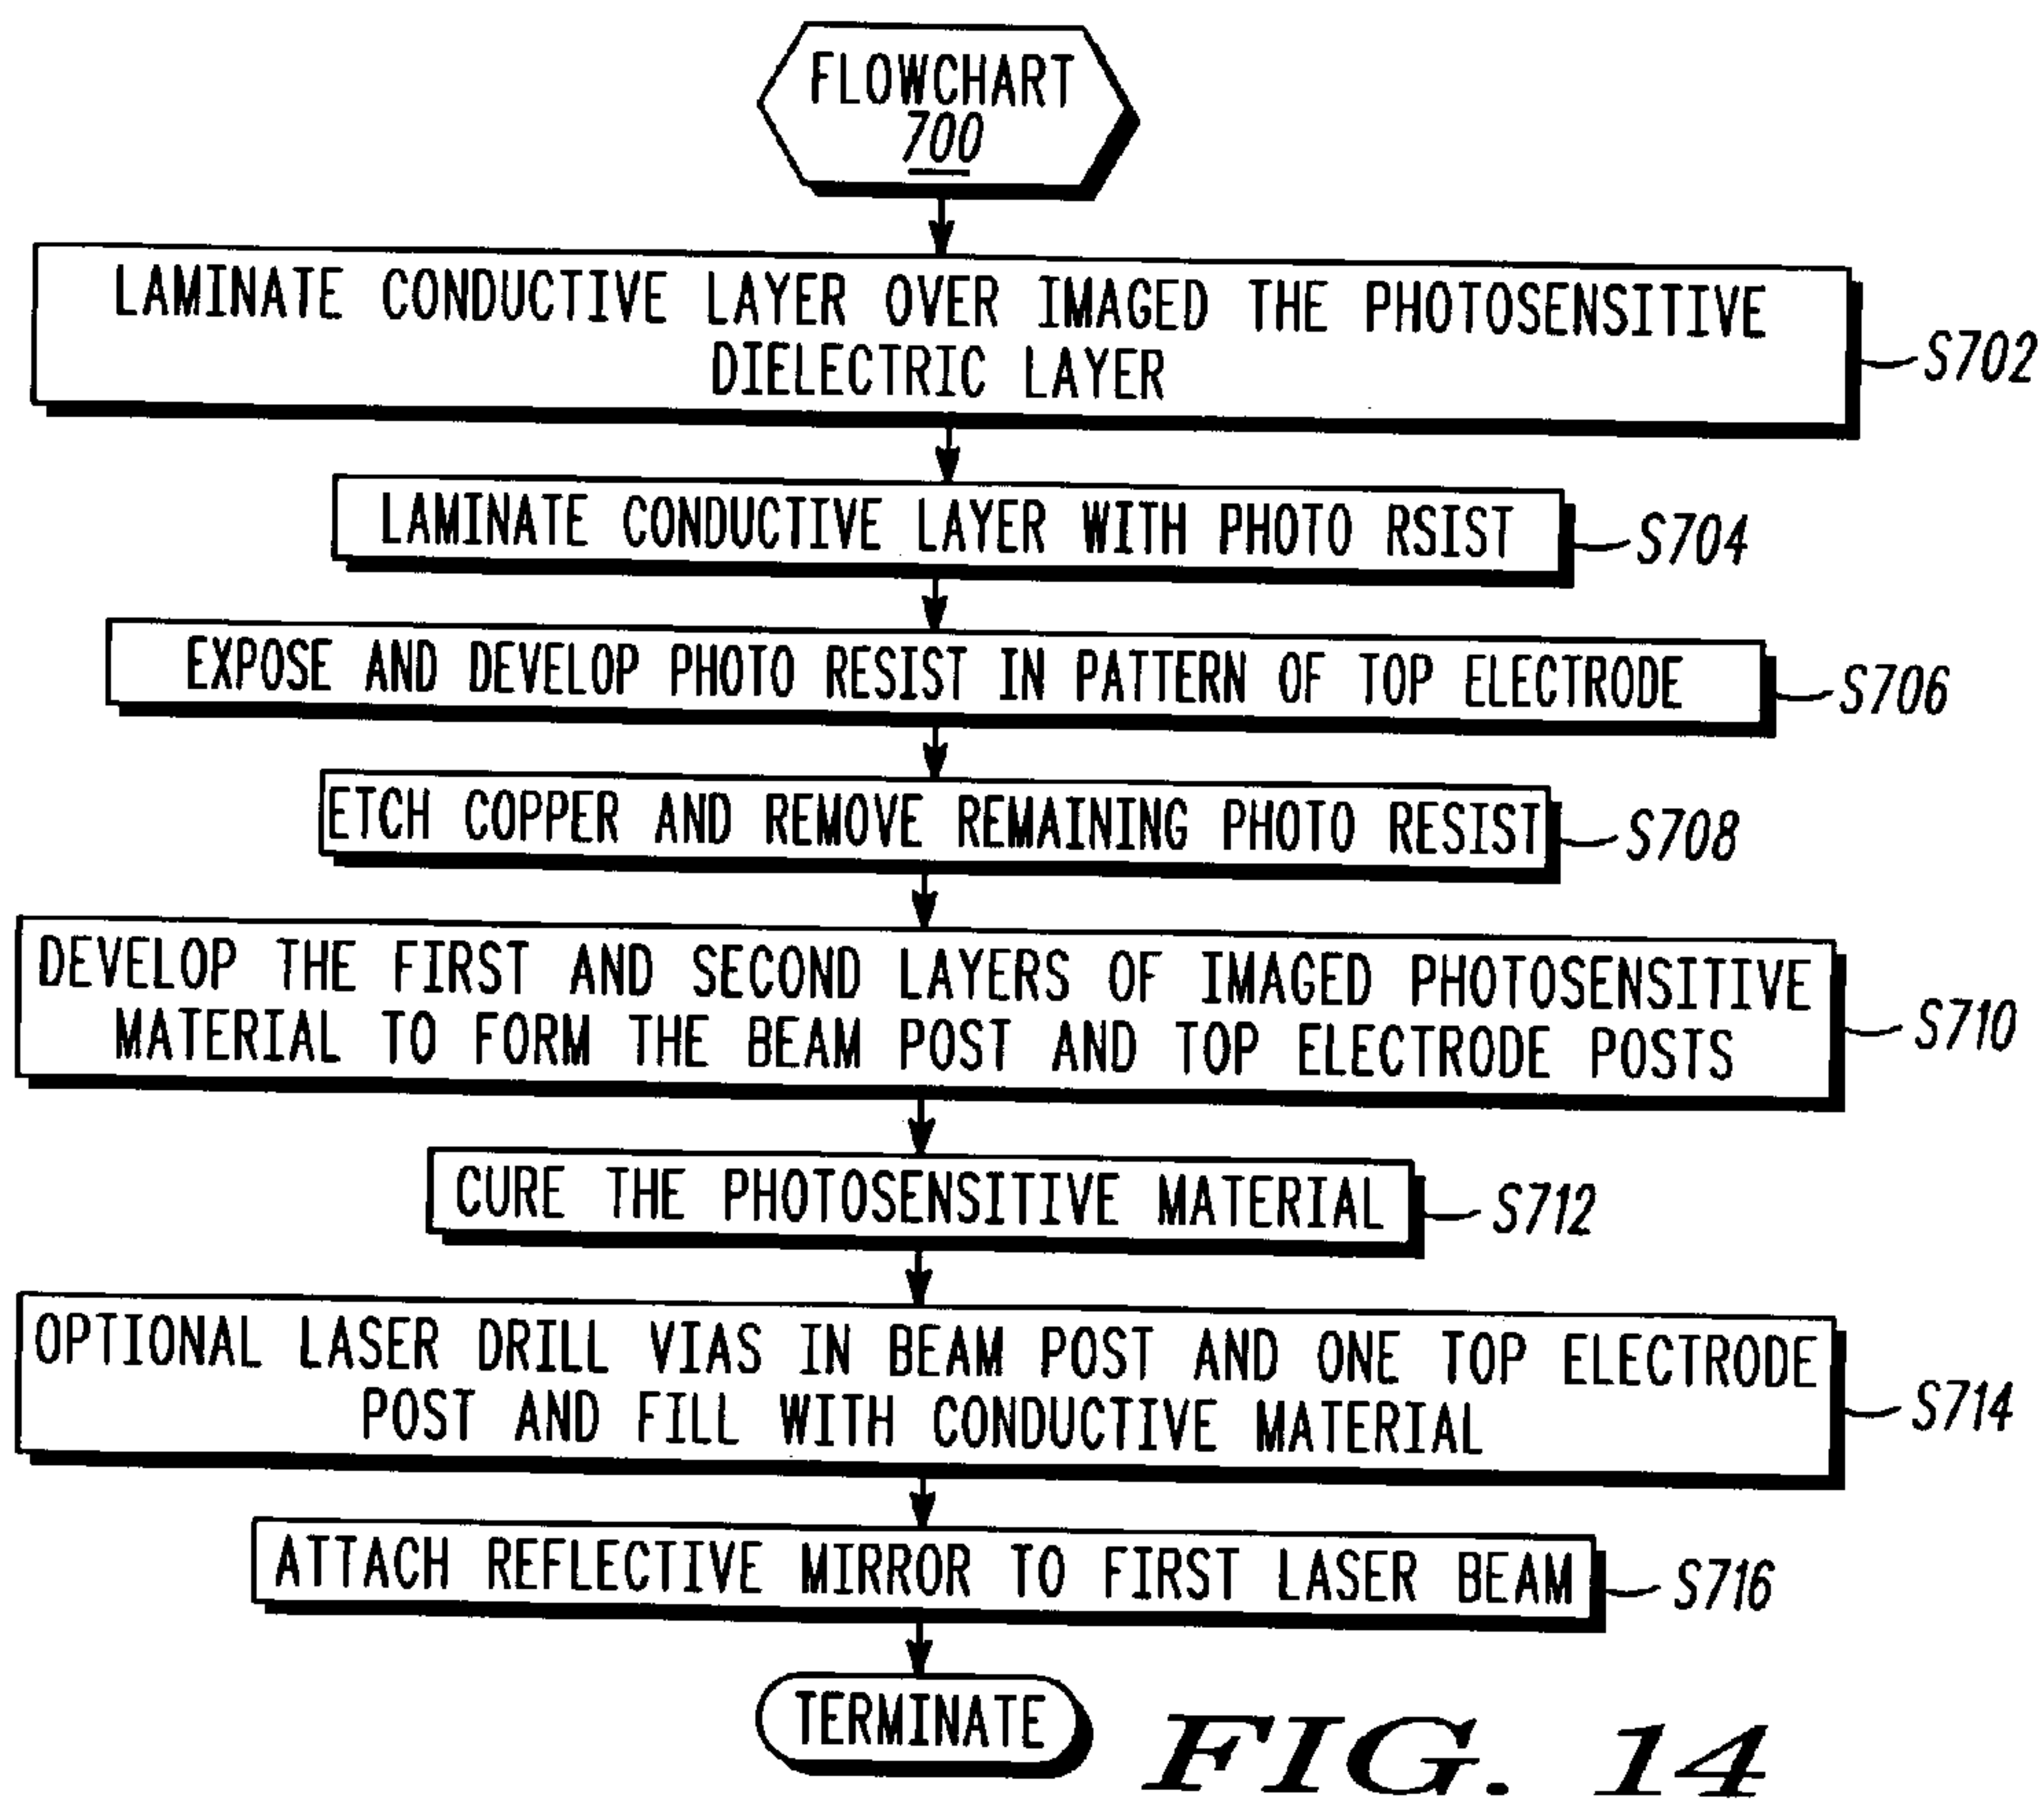 FLOWCHART
700
LAMINATE CONDUCTIVE LAYER OVER IMAGED THE PHOTOSENSITIVE
DIELECTRIC LAYER
S702
LAMINATE CONDUCTIVE LAYER WITH PHOTO RSIST
S704
EXPOSE AND DEVELOP PHOTO RESIST IN PATTERN OF TOP ELECTRODE
S706
ETCH COPPER AND REMOVE REMAINING PHOTO RESIST
S708
DEVELOP THE FIRST AND SECOND LAYERS OF IMAGED PHOTOSENSITIVE
MATERIAL TO FORM THE BEAM POST AND TOP ELECTRODE POSTS
S710
CURE THE PHOTOSENSITIVE MATERIAL
S712
OPTIONAL LASER DRILL VIAS IN BEAM POST AND ONE TOP ELECTRODE
POST AND FILL WITH CONDUCTIVE MATERIAL
S714
ATTACH REFLECTIVE MIRROR TO FIRST LASER BEAM
S716
TERMINATE
FIG. 14